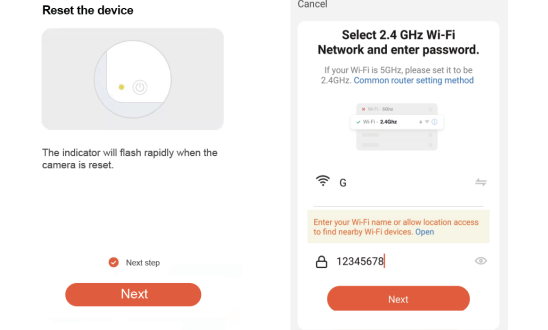 Reset the device
The indicator will flash rapidly when the
camera is reset.
Next step
Next
Cancel
Select 2.4 GHz Wi-Fi
Network and enter password.
If your Wi-Fi is 5GHz, please set it to be
2.4GHz. Common router setting method
Wi-Fi - 5Ghz
Wi-Fi - 2.4Ghz
G
Enter your Wi-Fi name or allow location access
to find nearby Wi-Fi devices. Open
12345678
Next